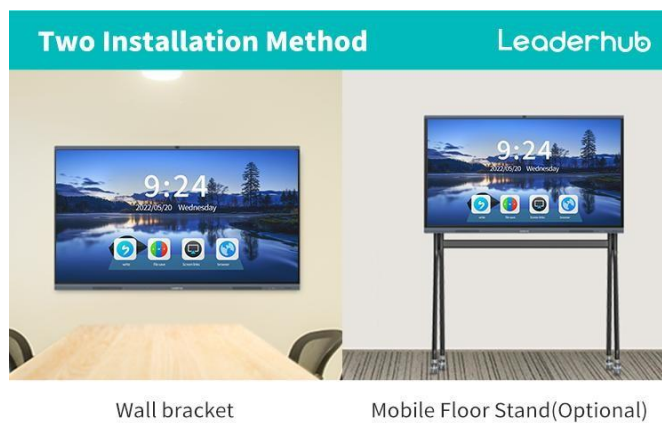 Two Installation Method
Leaderhub
9:24
2022/05/20 Wednesday
9:24
2022/05/20 Wednesday
Wall bracket
Mobile Floor Stand(Optional)